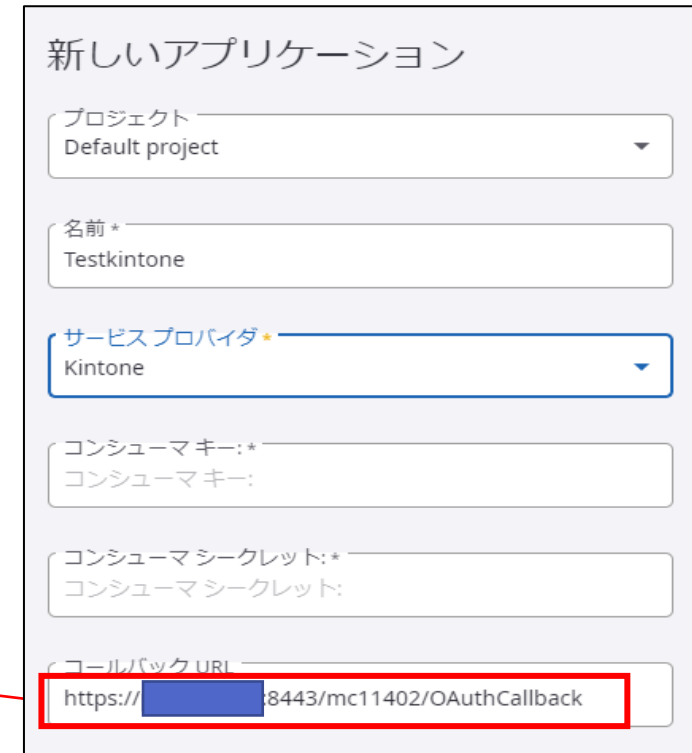 新しいアプリケーション
プロジェクト
Default project
名前 *
Testkintone
サービス プロバイダ *
Kintone
コンシューマ キー: *
コンシューマ キー:
コンシューマ シークレット: *
コンシューマ シークレット:
コールバック URL
https:// :8443/mc11402/OAuthCallback